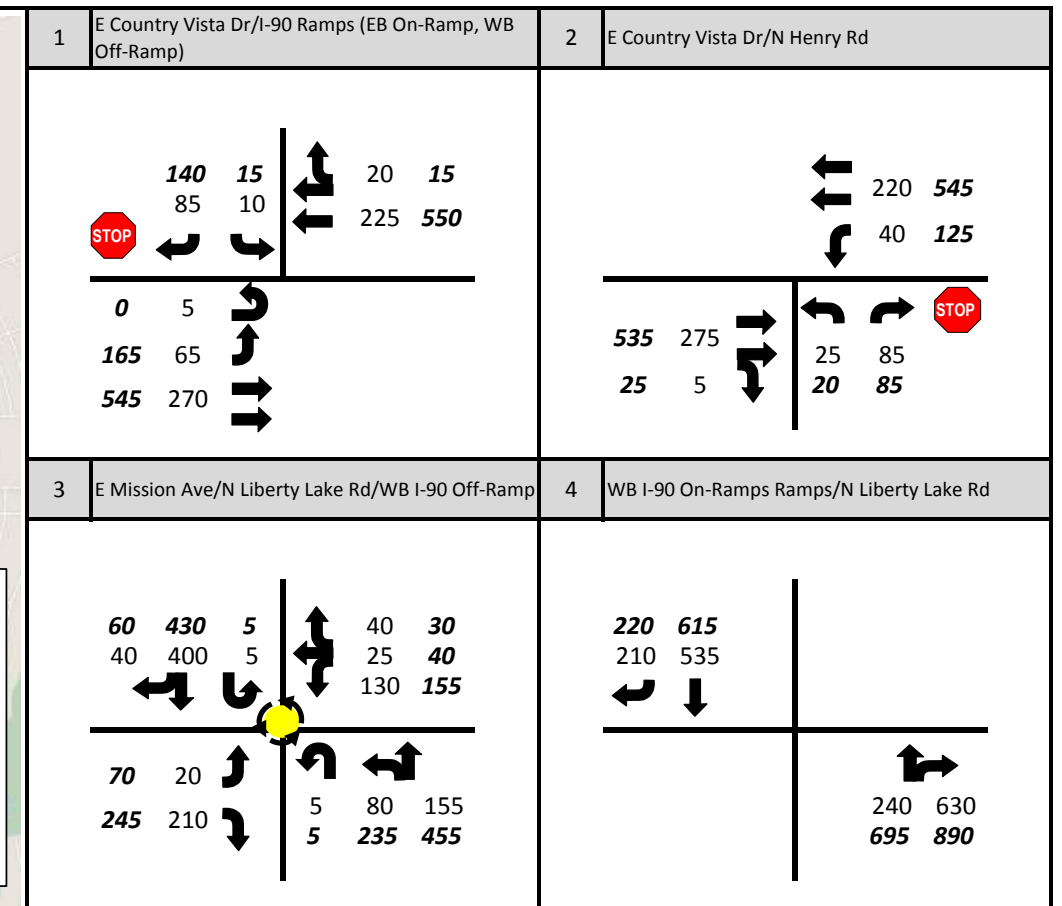 1 E Country Vista Dr/I-90 Ramps (EB On-Ramp, WB
Off-Ramp)
140 15 20 15
85 10 225 550
STOP
0 5
165 65
545 270
2 E Country Vista Dr/N Henry Rd
220 545
40 125
535 275 STOP
25 85
25 5 20 85
3 E Mission Ave/N Liberty Lake Rd/WB I-90 Off-Ramp
60 430 5 40 30
40 400 5 25 40
130 155
70 20
245 210 5 80 155
5 235 455
4 WB I-90 On-Ramps Ramps/N Liberty Lake Rd
220 615
210 535
240 630
695 890